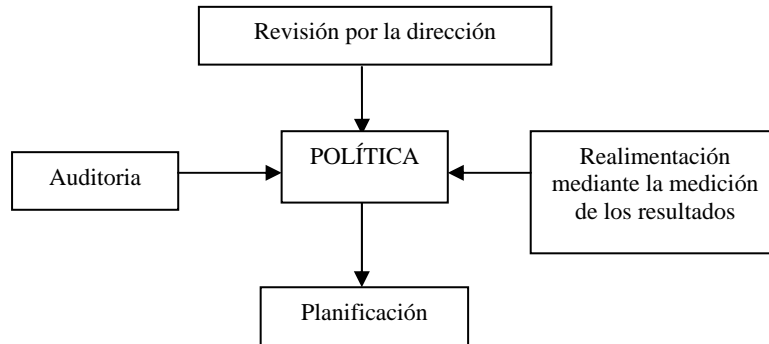 Revisión por la dirección
POLÍTICA
Auditoria
Realimentación
mediante la medición
de los resultados
Planificación